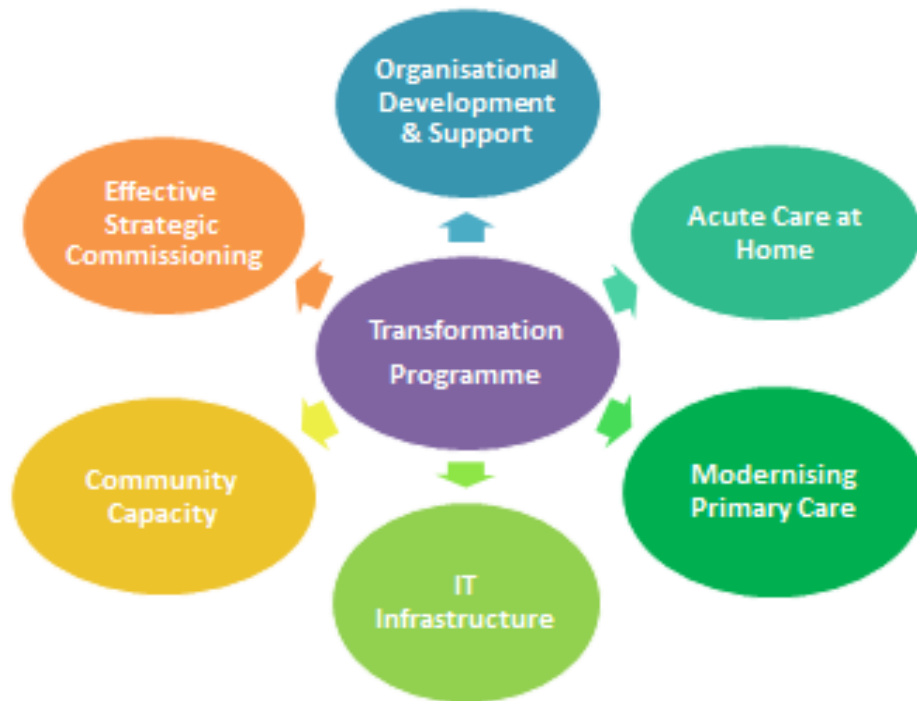 Organisational
Development
& Support
Effective
Strategic
Commissioning
Acute Care at
Home
Transformation
Programme
Community
Capacity
Modernising
Primary Care
IT
Infrastructure